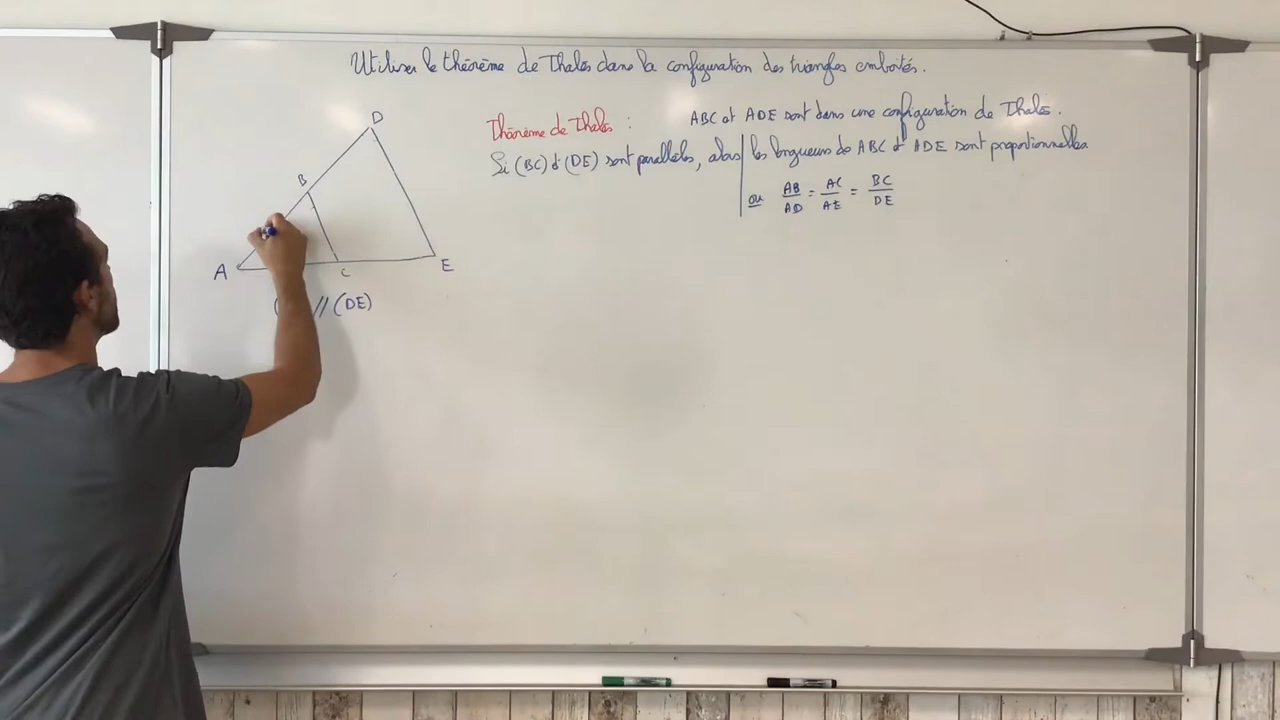 Utiliser le théorème de Thalès dans la configuration des triangles emboîtés.
Théorème de Thalès :
ABC et ADE sont dans une configuration de Thalès.
Si (BC) et (DE) sont parallèles, alors les longueurs de ABC et ADE sont proportionnelles
ou AB/AD = AC/AE = BC/DE
D
B
A
C
E
( // (DE)